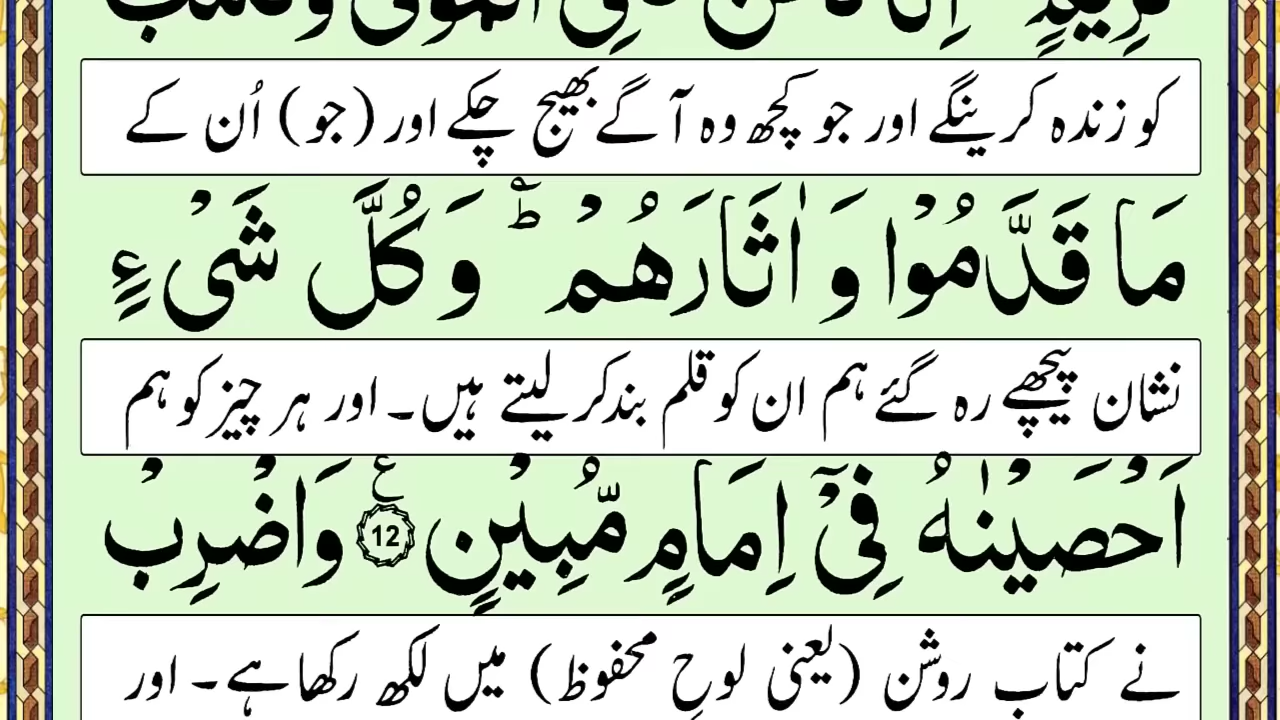 کو زندہ کرینگے اور جو کچھ وہ آگے بھیج چکے اور (جو) اُن کے
مَا قَدَّمُوْا وَ اٰثَارَهُمْ ؕ وَ كُلَّ شَیْءٍ
نشان پیچھے رہ گئے ہم ان کو قلم بند کر لیتے ہیں۔ اور ہر چیز کو ہم
اَحْصَیْنٰهُ فِیْۤ اِمَامٍ مُّبِیْنٍ ۧ 12 وَاضْرِبْ
نے کتاب روشن (یعنی لوحِ محفوظ) میں لکھ رکھا ہے۔ اور